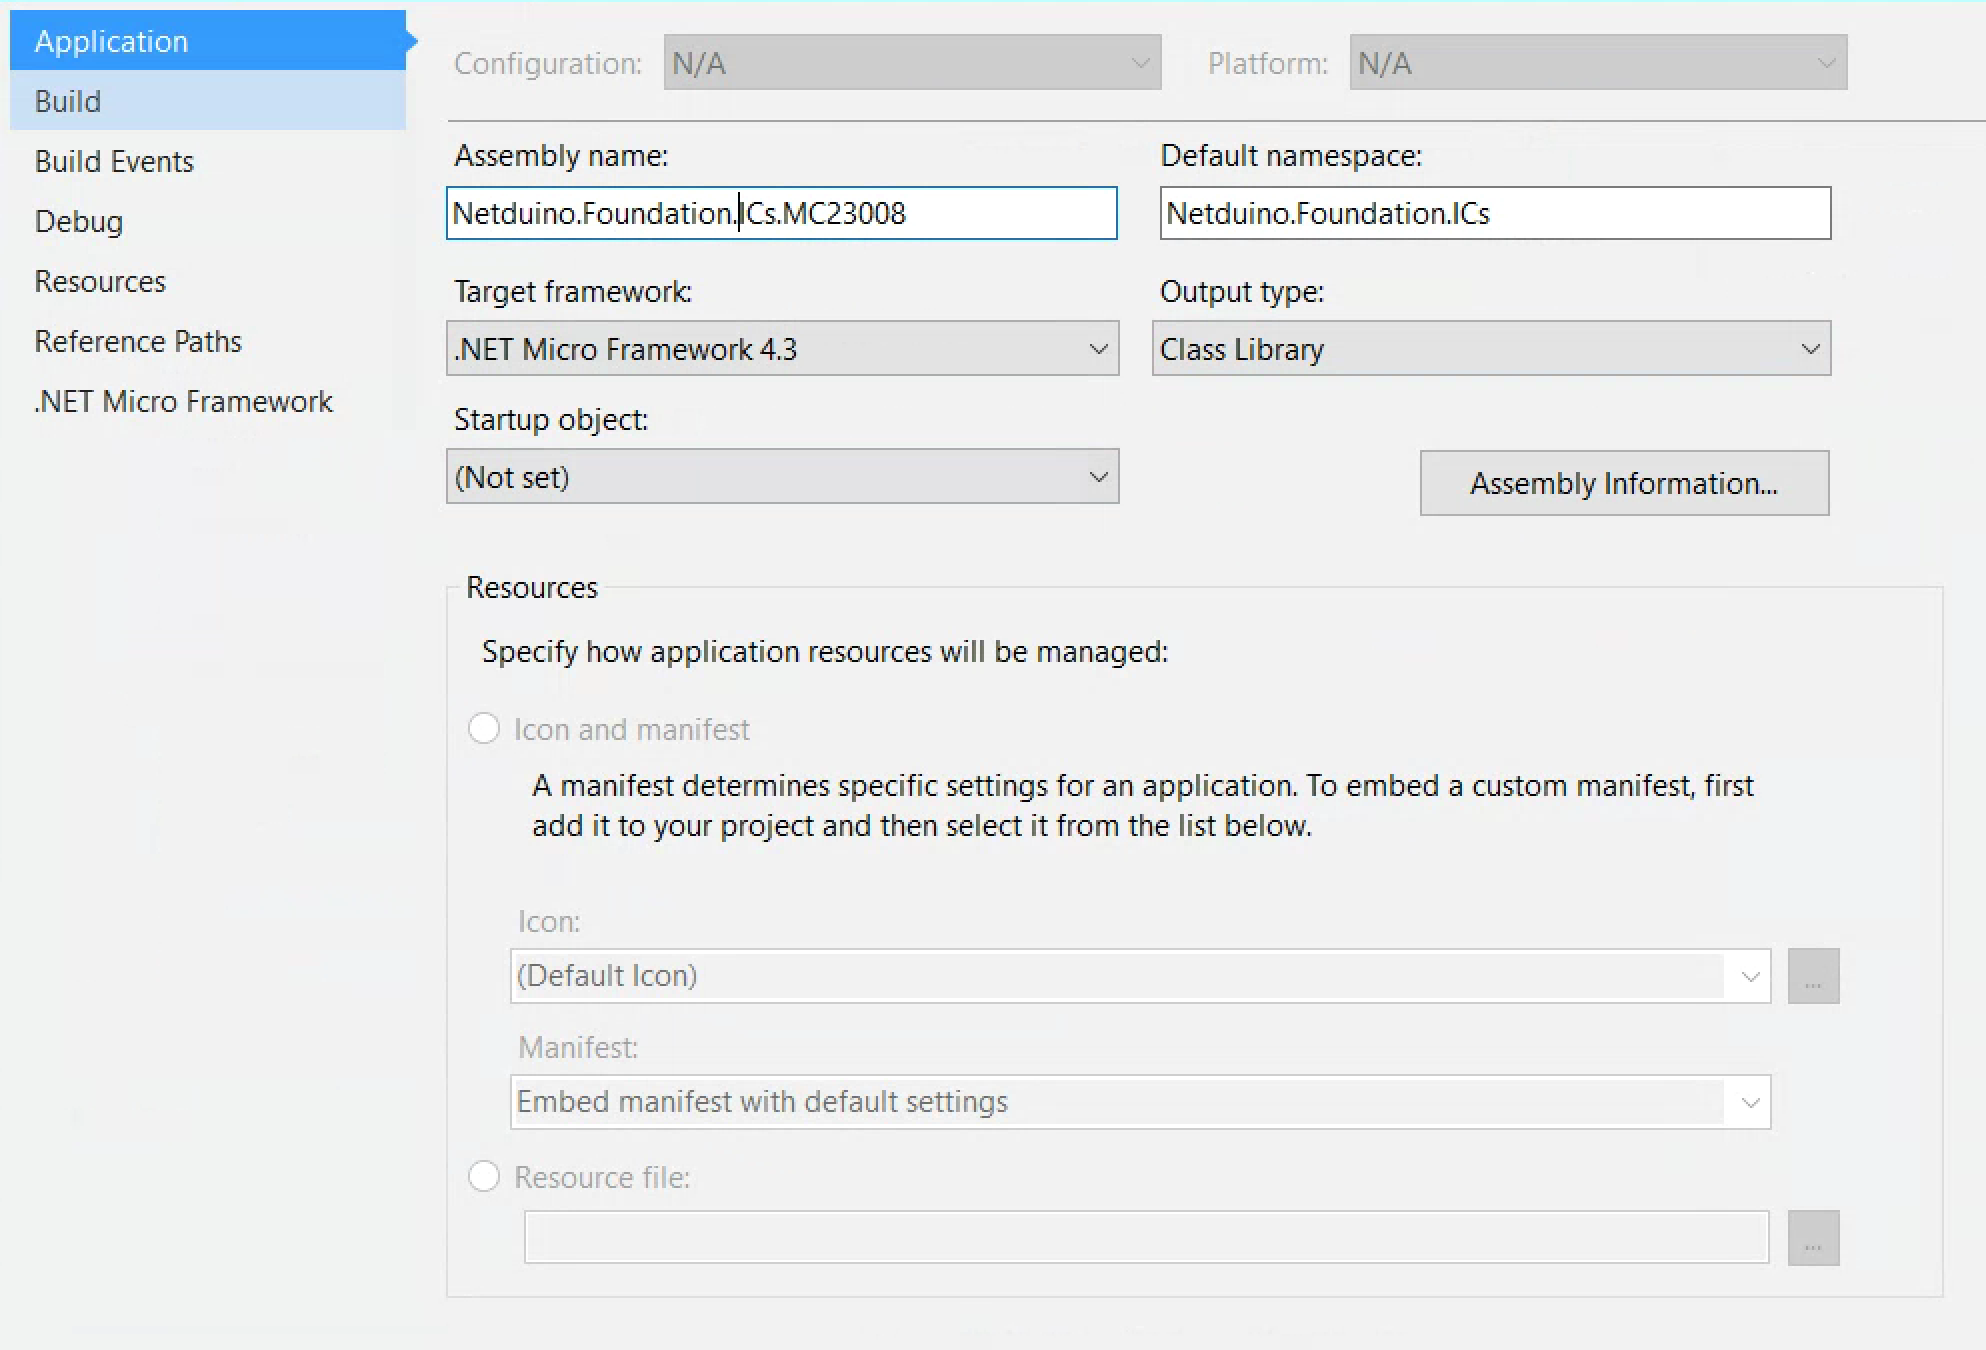 Application
Build
Build Events
Debug
Resources
Reference Paths
.NET Micro Framework
Configuration: N/A Platform: N/A
Assembly name: Default namespace:
Netduino.Foundation.ICs.MC23008 Netduino.Foundation.ICs
Target framework: Output type:
.NET Micro Framework 4.3 Class Library
Startup object:
(Not set) Assembly Information...
Resources
Specify how application resources will be managed:
Icon and manifest
A manifest determines specific settings for an application. To embed a custom manifest, first
add it to your project and then select it from the list below.
Icon:
(Default Icon) ...
Manifest:
Embed manifest with default settings
Resource file:
...